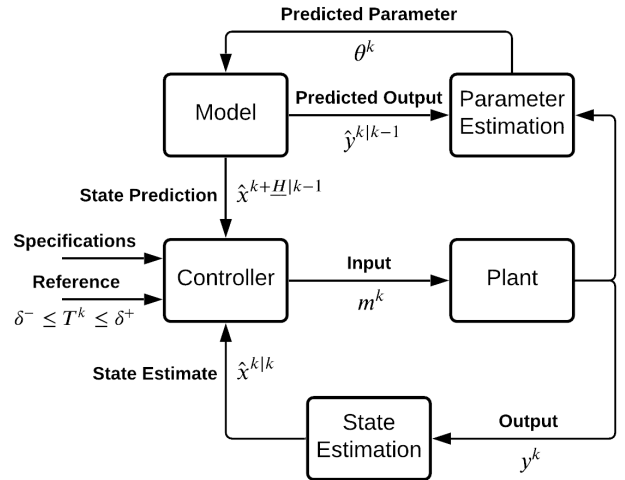 Predicted Parameter
θ^k
Model
Predicted Output
ŷ^{k|k−1}
Parameter
Estimation
State Prediction
x̂^{k+H̲|k−1}
Specifications
Reference
δ⁻ ≤ T^k ≤ δ⁺
Controller
Input
m^k
Plant
State Estimate
x̂^{k|k}
State
Estimation
Output
y^k